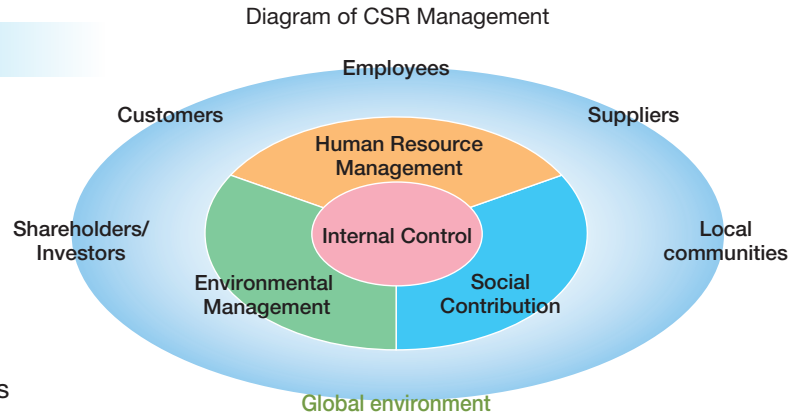 Diagram of CSR Management
Employees
Customers
Suppliers
Human Resource
Management
Shareholders/
Investors
Internal Control
Local
communities
Environmental
Management
Social
Contribution
s
Global environment